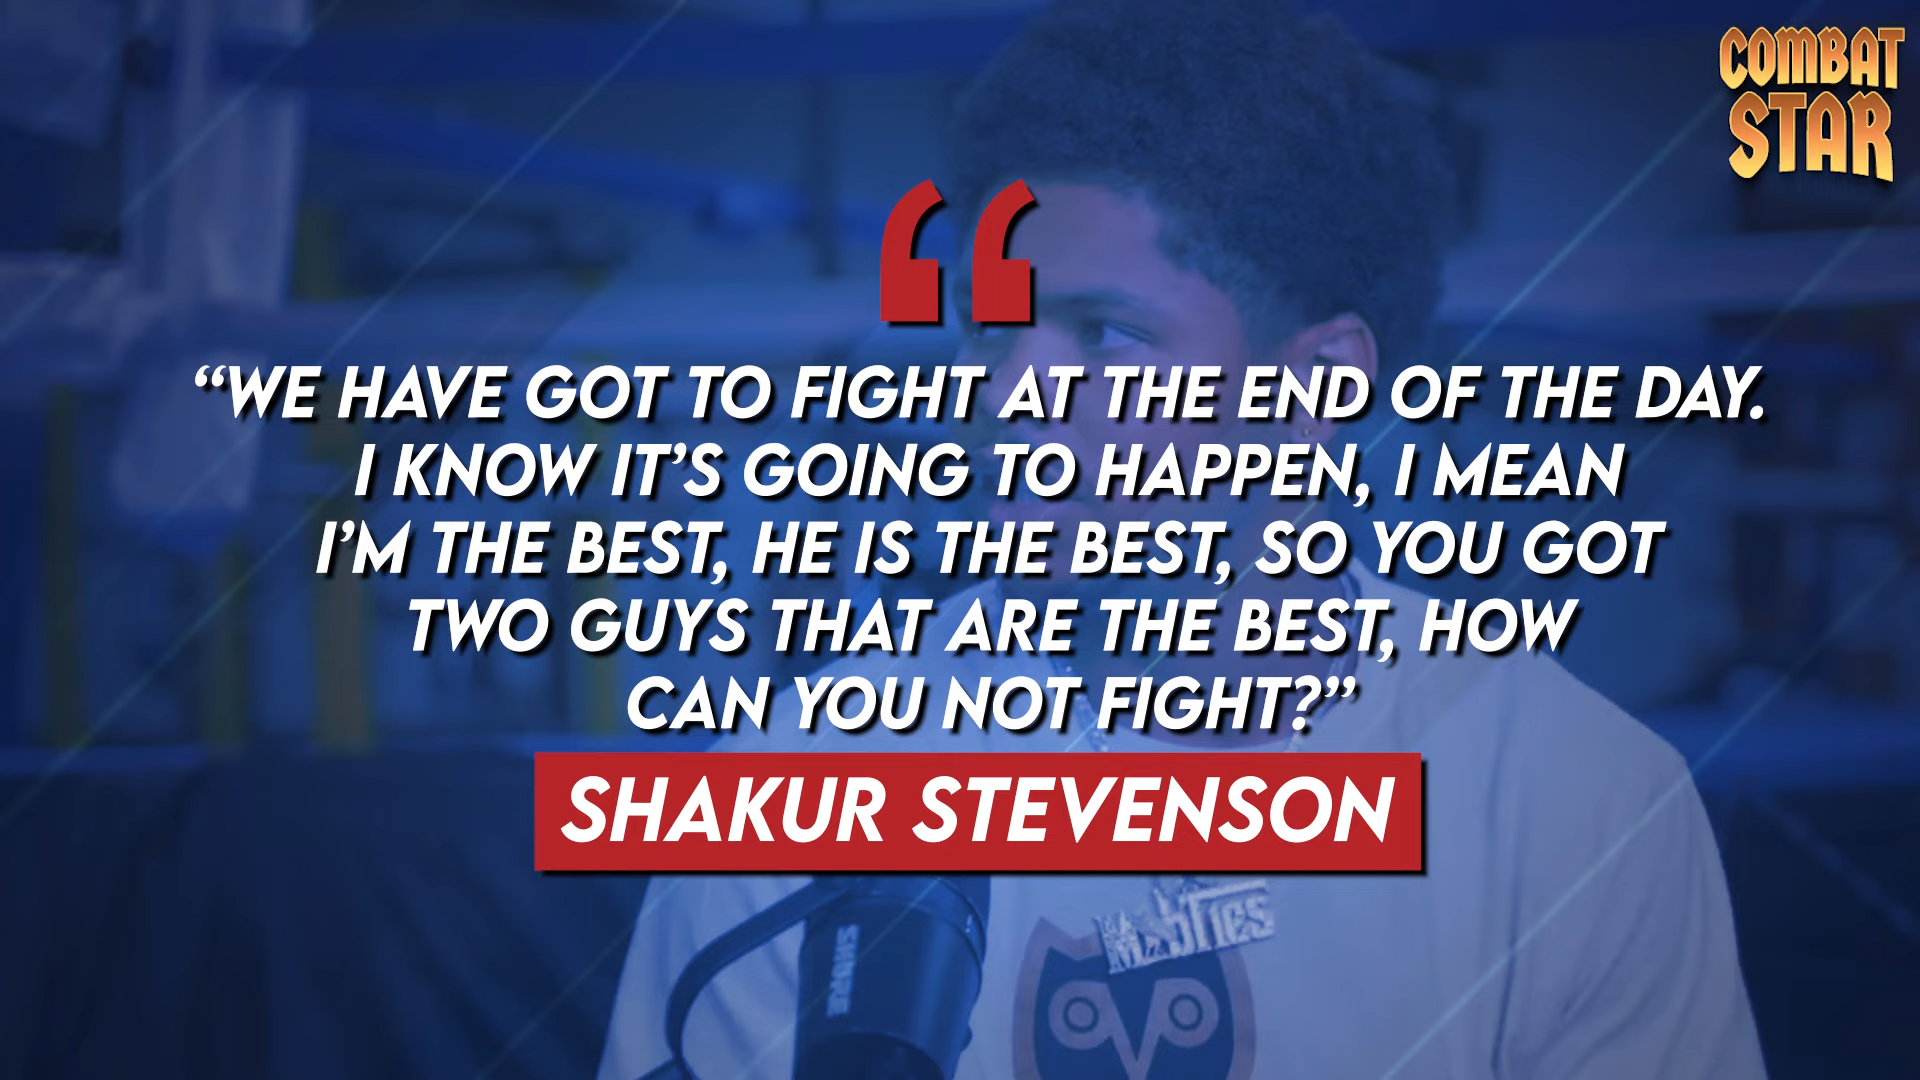 COMBAT
STAR
“WE HAVE GOT TO FIGHT AT THE END OF THE DAY.
I KNOW IT’S GOING TO HAPPEN, I MEAN
I’M THE BEST, HE IS THE BEST, SO YOU GOT
TWO GUYS THAT ARE THE BEST, HOW
CAN YOU NOT FIGHT?”
SHAKUR STEVENSON
SHURE